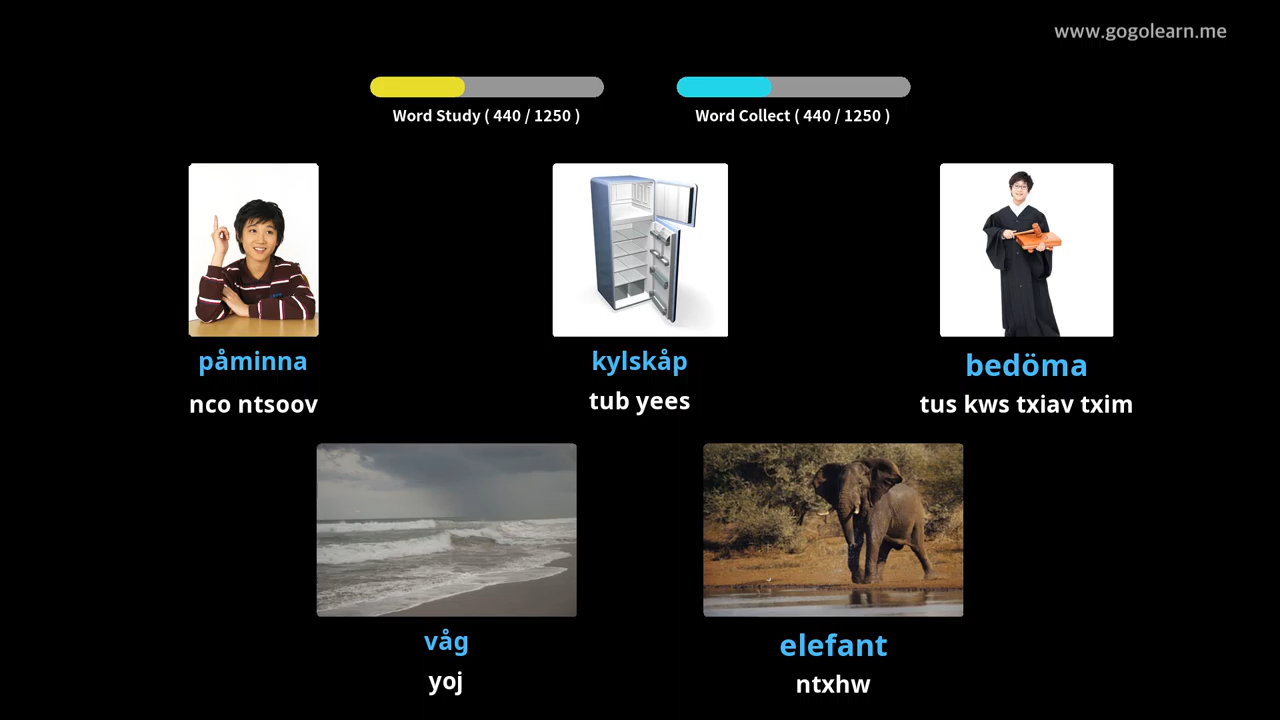 www.gogolearn.me
Word Study ( 440 / 1250 )
Word Collect ( 440 / 1250 )
påminna
nco ntsoov
kylskåp
tub yees
bedöma
tus kws txiav txim
våg
yoj
elefant
ntxhw